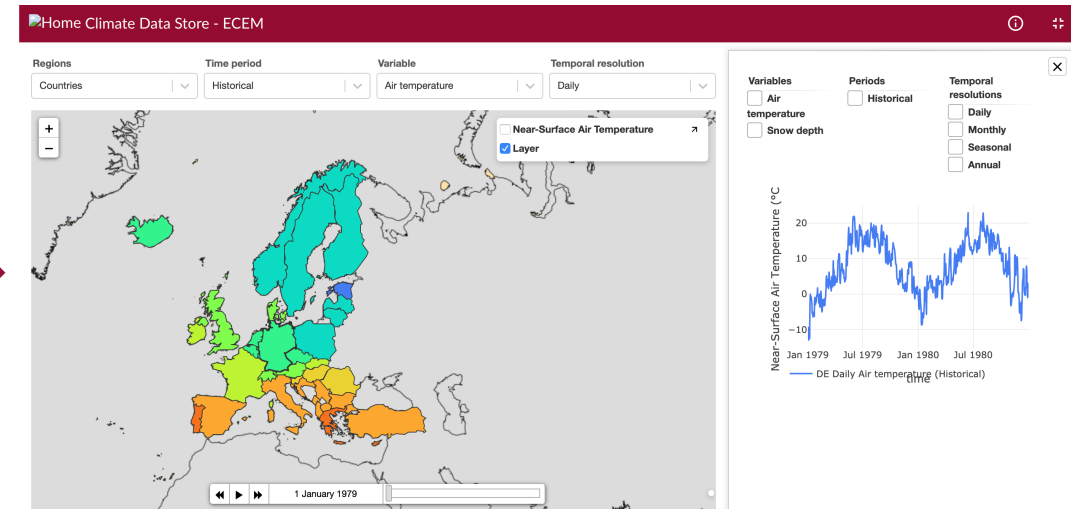 Home Climate Data Store - ECEM
Regions
Time period
Variable
Temporal resolution
Countries
Historical
Air temperature
Daily
+
−
Near-Surface Air Temperature
Layer
1 January 1979
×
Variables
Periods
Temporal
resolutions
Air
temperature
Snow depth
Historical
Daily
Monthly
Seasonal
Annual
Near-Surface Air Temperature (°C
20
10
0
−10
Jan 1979
Jul 1979
Jan 1980
Jul 1980
time
DE Daily Air temperature (Historical)